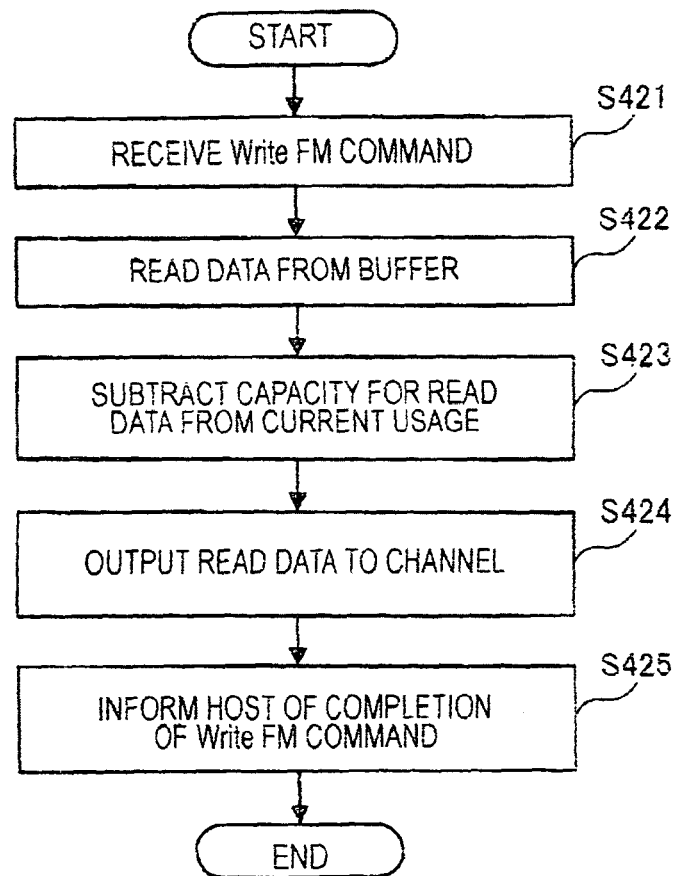 START
S421
RECEIVE Write FM COMMAND
S422
READ DATA FROM BUFFER
S423
SUBTRACT CAPACITY FOR READ
DATA FROM CURRENT USAGE
S424
OUTPUT READ DATA TO CHANNEL
S425
INFORM HOST OF COMPLETION
OF Write FM COMMAND
END